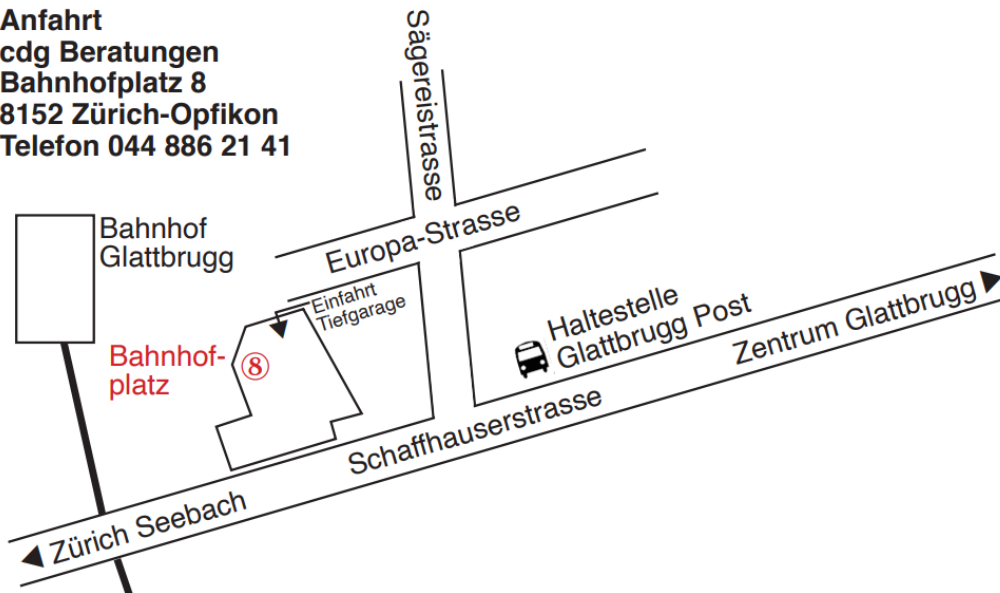 Anfahrt
cdg Beratungen
Bahnhofplatz 8
8152 Zürich-Opfikon
Telefon 044 886 21 41
Sägereistrasse
Bahnhof
Glattbrugg
Europa-Strasse
Einfahrt
Tiefgarage
Bahnhof-
platz
8
Haltestelle
Glattbrugg Post
Zentrum Glattbrugg
Schaffhauserstrasse
Zürich Seebach